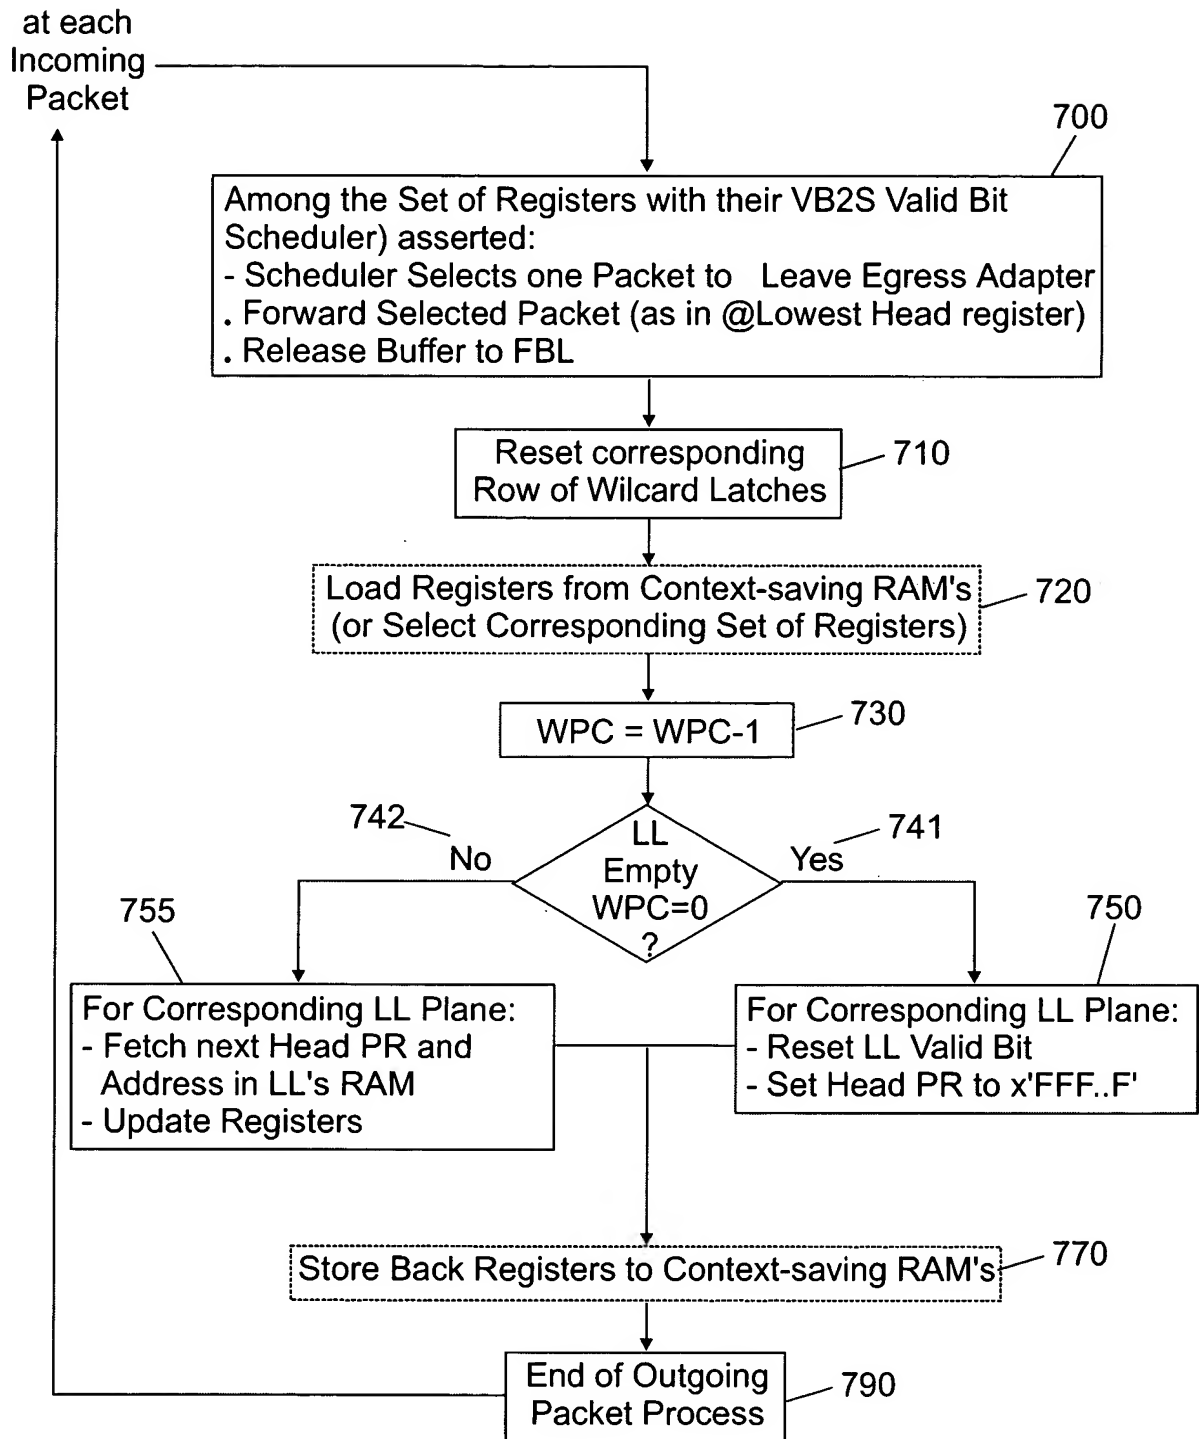 at each
Incoming
Packet
700
Among the Set of Registers with their VB2S Valid Bit
Scheduler) asserted:
- Scheduler Selects one Packet to Leave Egress Adapter
. Forward Selected Packet (as in @Lowest Head register)
. Release Buffer to FBL
Reset corresponding
Row of Wilcard Latches
710
Load Registers from Context-saving RAM's
(or Select Corresponding Set of Registers)
720
WPC = WPC-1
730
742
No
LL
Empty
WPC=0
?
741
Yes
755
For Corresponding LL Plane:
- Fetch next Head PR and
Address in LL's RAM
- Update Registers
750
For Corresponding LL Plane:
- Reset LL Valid Bit
- Set Head PR to x'FFF..F'
Store Back Registers to Context-saving RAM's
770
End of Outgoing
Packet Process
790